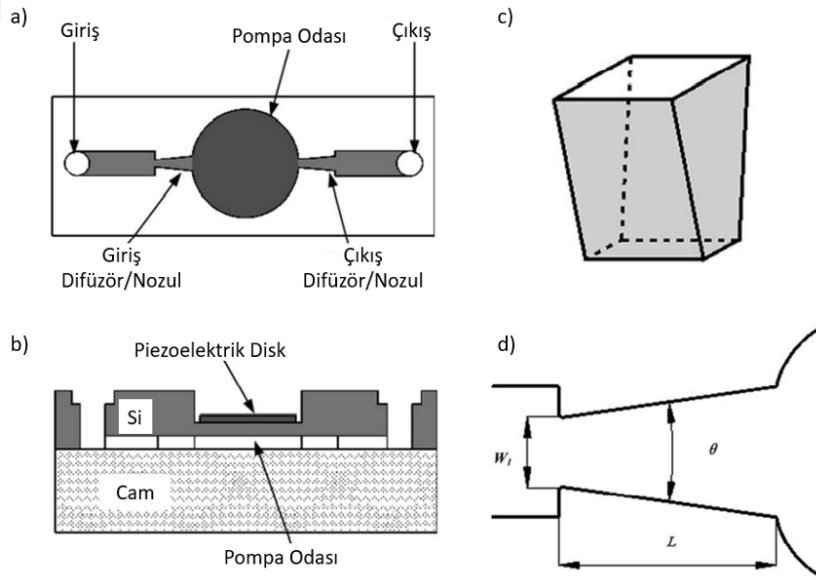 a)
Giriş
Pompa Odası
Çıkış
Giriş
Difüzör/Nozul
Çıkış
Difüzör/Nozul
b)
Piezoelektrik Disk
Si
Cam
Pompa Odası
c)
d)
W₁
θ
L